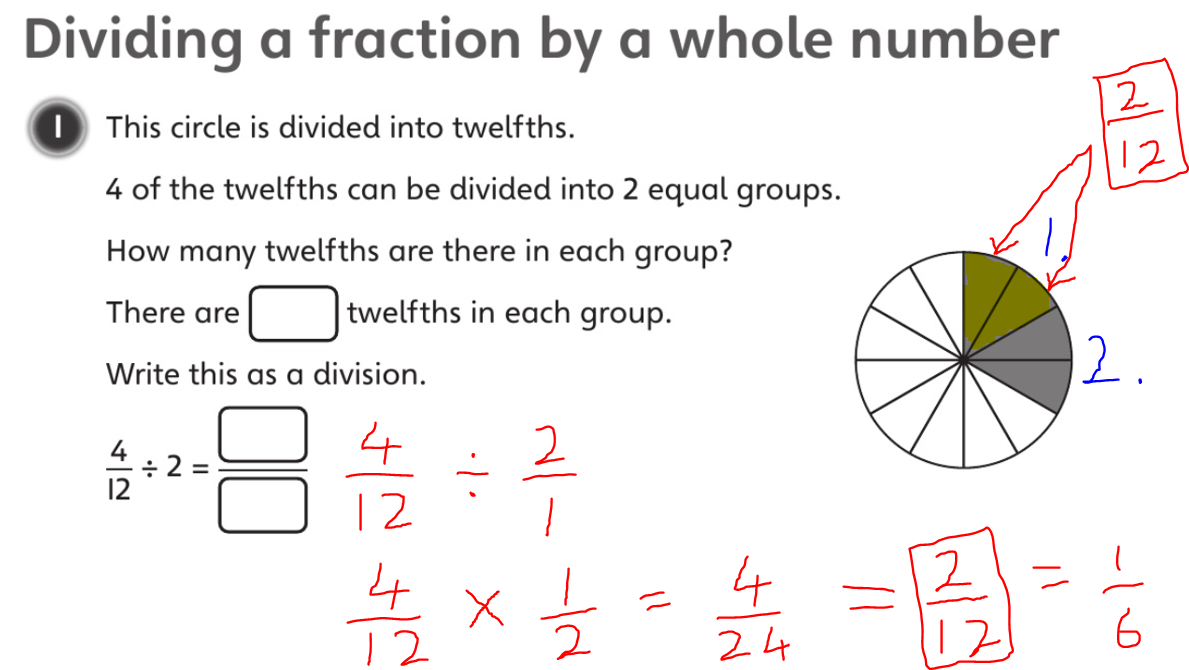 Dividing a fraction by a whole number
1 This circle is divided into twelfths.
4 of the twelfths can be divided into 2 equal groups.
How many twelfths are there in each group?
There are twelfths in each group.
Write this as a division.
4/12 ÷ 2 =
4/12 ÷ 2/1
4/12 × 1/2 = 4/24 = 2/12 = 1/6
2/12
1.
2.